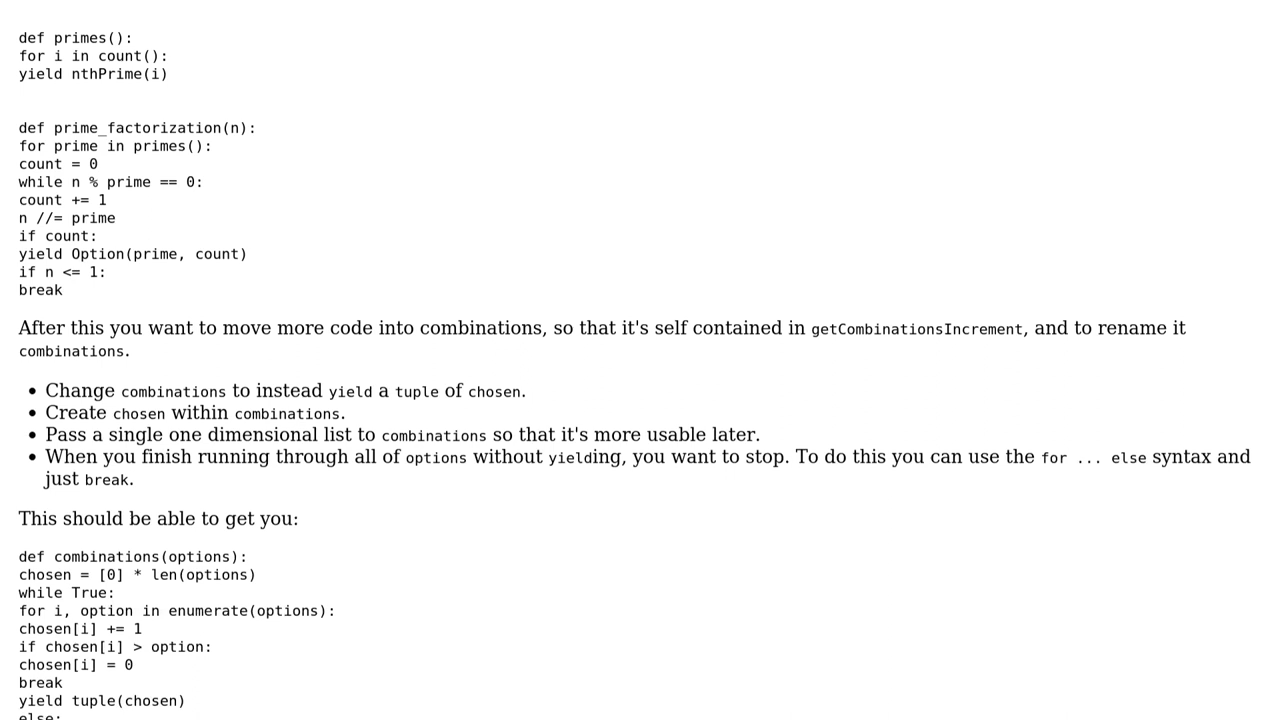 def primes():
for i in count():
yield nthPrime(i)
def prime_factorization(n):
for prime in primes():
count = 0
while n % prime == 0:
count += 1
n //= prime
if count:
yield Option(prime, count)
if n <= 1:
break
After this you want to move more code into combinations, so that it's self contained in getCombinationsIncrement, and to rename it
combinations.
• Change combinations to instead yield a tuple of chosen.
• Create chosen within combinations.
• Pass a single one dimensional list to combinations so that it's more usable later.
• When you finish running through all of options without yielding, you want to stop. To do this you can use the for ... else syntax and
just break.
This should be able to get you:
def combinations(options):
chosen = [0] * len(options)
while True:
for i, option in enumerate(options):
chosen[i] += 1
if chosen[i] > option:
chosen[i] = 0
break
yield tuple(chosen)
else: